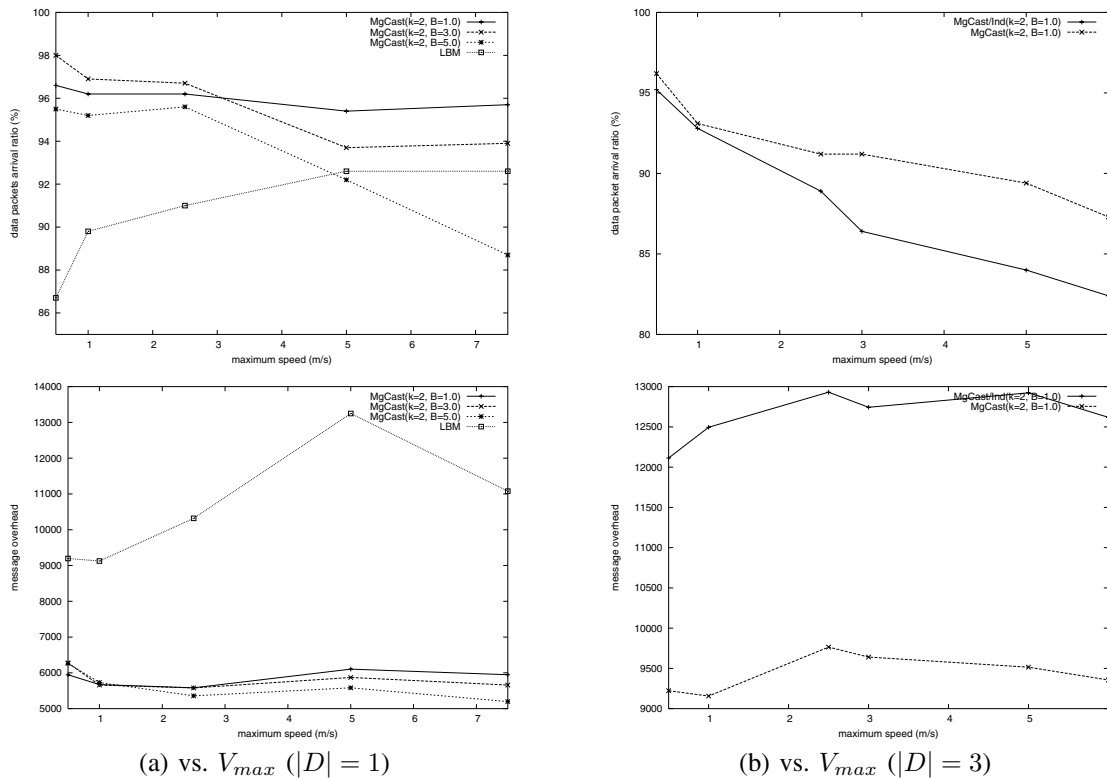 100
98
96
94
92
90
88
86
data packets arrival ratio (%)
MgCast(k=2, B=1.0)
MgCast(k=2, B=3.0)
MgCast(k=2, B=5.0)
LBM
1 2 3 4 5 6 7
maximum speed (m/s)
100
95
90
85
80
data packet arrival ratio (%)
MgCast/Ind(k=2, B=1.0)
MgCast(k=2, B=1.0)
1 2 3 4 5 6
maximum speed (m/s)
14000
13000
12000
11000
10000
9000
8000
7000
6000
5000
message overhead
MgCast(k=2, B=1.0)
MgCast(k=2, B=3.0)
MgCast(k=2, B=5.0)
LBM
1 2 3 4 5 6 7
maximum speed (m/s)
13000
12500
12000
11500
11000
10500
10000
9500
9000
message overhead
MgCast/Ind(k=2, B=1.0)
MgCast(k=2, B=1.0)
1 2 3 4 5 6
maximum speed (m/s)
(a) vs. Vmax (|D| = 1)
(b) vs. Vmax (|D| = 3)